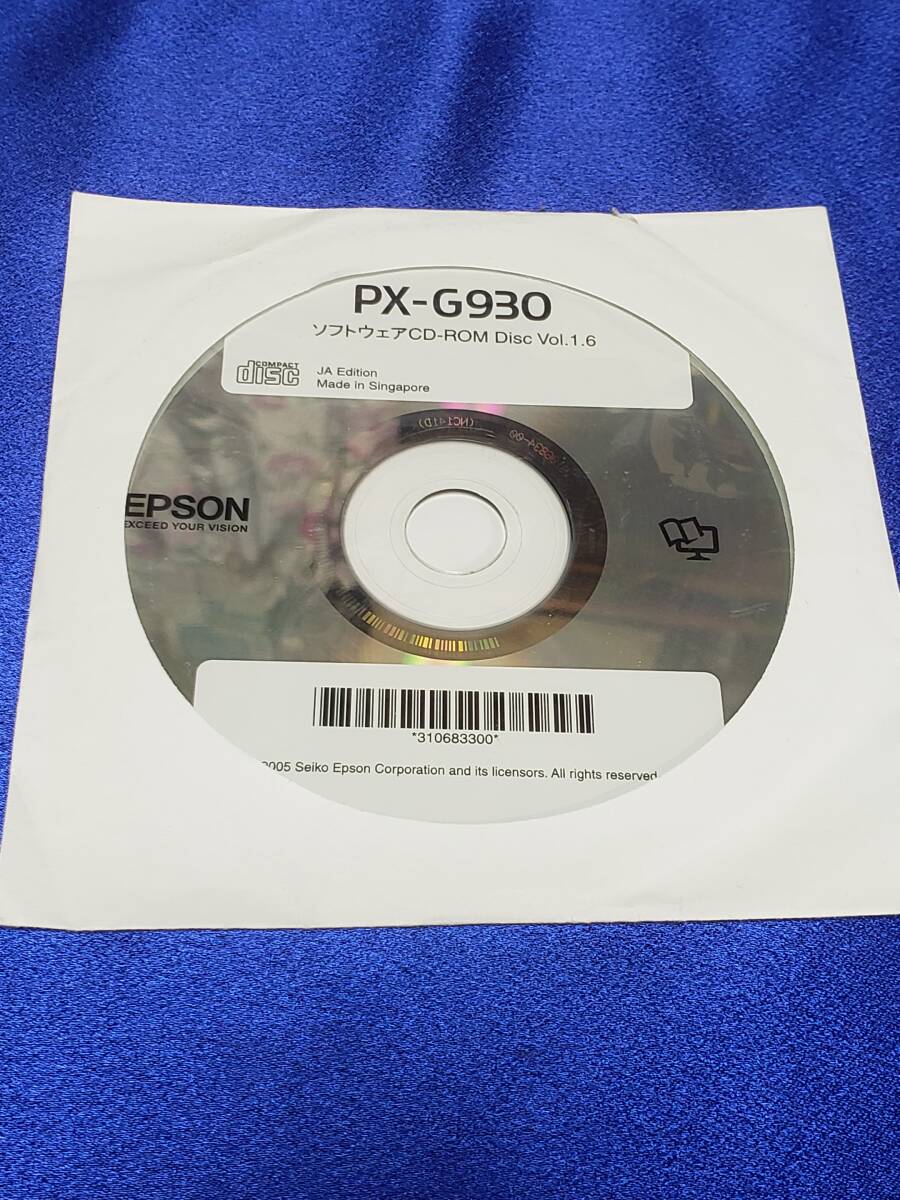 PX-G930
ソフトウェアCD-ROM Disc Vol.1.6
COMPACT
disc
JA Edition
Made in Singapore
(NC141D)
EPSON
EXCEED YOUR VISION
*310683300*
2005 Seiko Epson Corporation and its licensors. All rights reserved